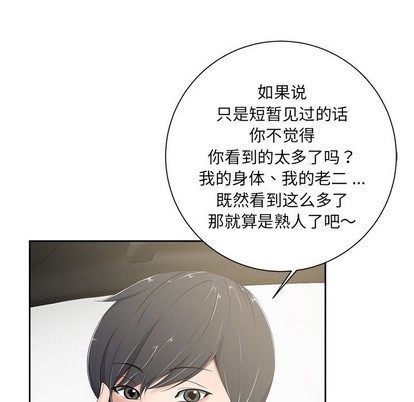 如果说
只是短暂见过的话
你不觉得
你看到的太多了吗？
我的身体、我的老二 ...
既然看到这么多了
那就算是熟人了吧～